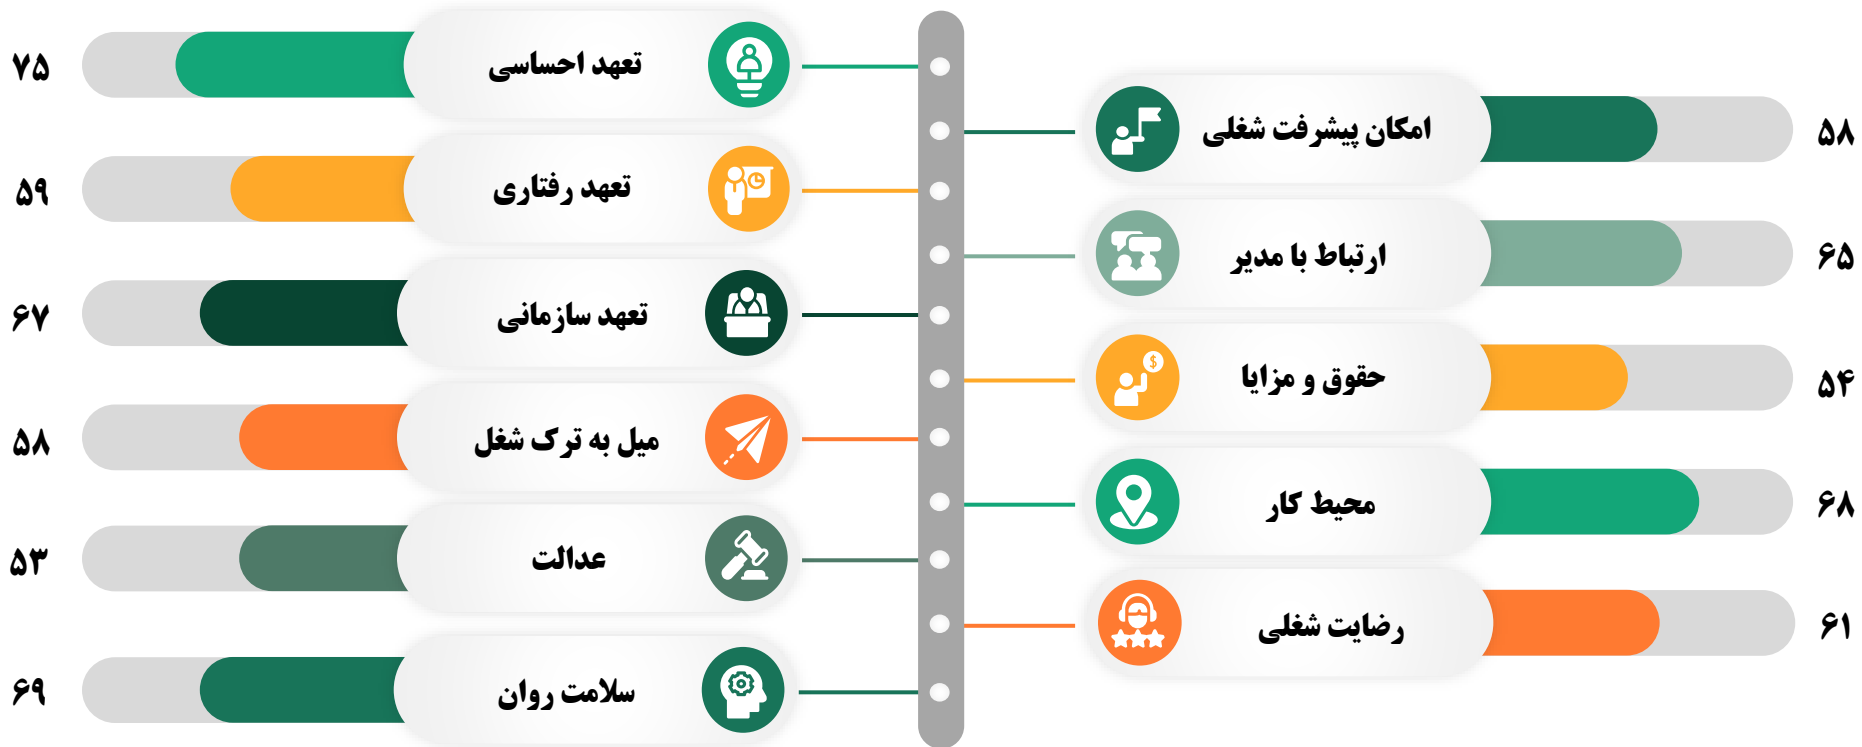 امکان پیشرفت شغلی
۵۸
ارتباط با مدیر
۶۵
حقوق و مزایا
۵۴
محیط کار
۶۸
رضایت شغلی
۶۱
تعهد احساسی
۷۵
تعهد رفتاری
۵۹
تعهد سازمانی
۶۷
میل به ترک شغل
۵۸
عدالت
۵۳
سلامت روان
۶۹